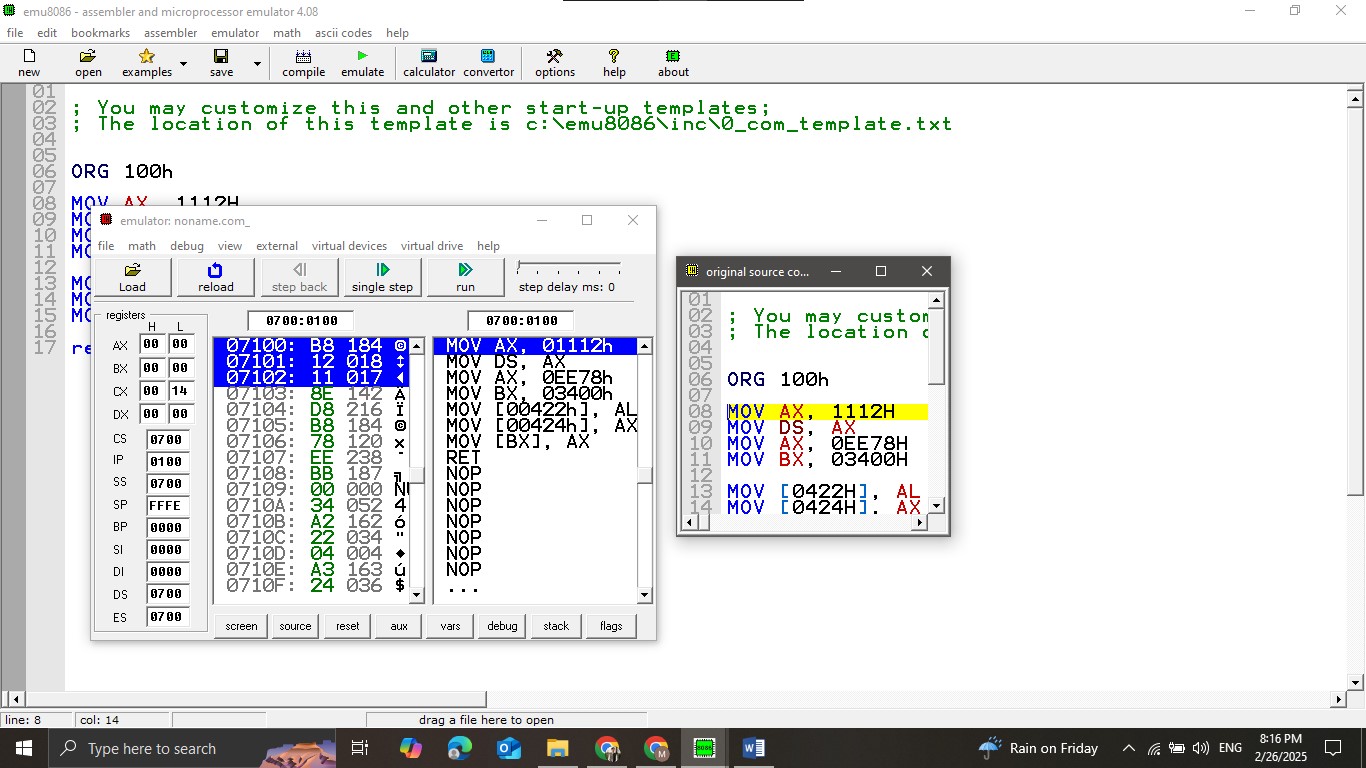 emu8086 - assembler and microprocessor emulator 4.08
file edit bookmarks assembler emulator math ascii codes help
new open examples save compile emulate calculator convertor options help about
01
02 ; You may customize this and other start-up templates;
03 ; The location of this template is c:\emu8086\inc\0_com_template.txt
04
05
06 ORG 100h
07
08 MOV AX, 1112H
09
10
11
12
13
14
15
16
17 re
emulator: noname.com_
file math debug view external virtual devices virtual drive help
Load reload step back single step run step delay ms: 0
registers
H L
AX 00 00
BX 00 00
CX 00 14
DX 00 00
CS 0700
IP 0100
SS 0700
SP FFFE
BP 0000
SI 0000
DI 0000
DS 0700
ES 0700
0700:0100
07100: B8 184
07101: 12 018
07102: 11 017
07103: 8E 142 Ä
07104: D8 216 Ï
07105: B8 184
07106: 78 120 x
07107: EE 238
07108: BB 187 ╗
07109: 00 000 NU
0710A: 34 052 4
0710B: A2 162 ó
0710C: 22 034 "
0710D: 04 004 ♦
0710E: A3 163 ú
0710F: 24 036 $
0700:0100
MOV AX, 01112h
MOV DS, AX
MOV AX, 0EE78h
MOV BX, 03400h
MOV [00422h], AL
MOV [00424h], AX
MOV [BX], AX
RET
NOP
NOP
NOP
NOP
NOP
NOP
NOP
...
screen source reset aux vars debug stack flags
original source co...
01
02 ; You may custom
03 ; The location o
04
05
06 ORG 100h
07
08 MOV AX, 1112H
09 MOV DS, AX
10 MOV AX, 0EE78H
11 MOV BX, 03400H
12
13 MOV [0422H], AL
14 MOV [0424H], AX
line: 8 col: 14 drag a file here to open
Type here to search
Rain on Friday
ENG
8:16 PM
2/26/2025